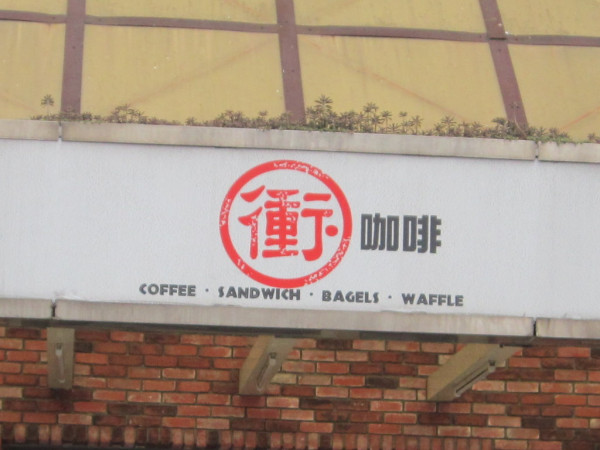 衝咖啡
COFFEE · SANDWICH · BAGELS · WAFFLE